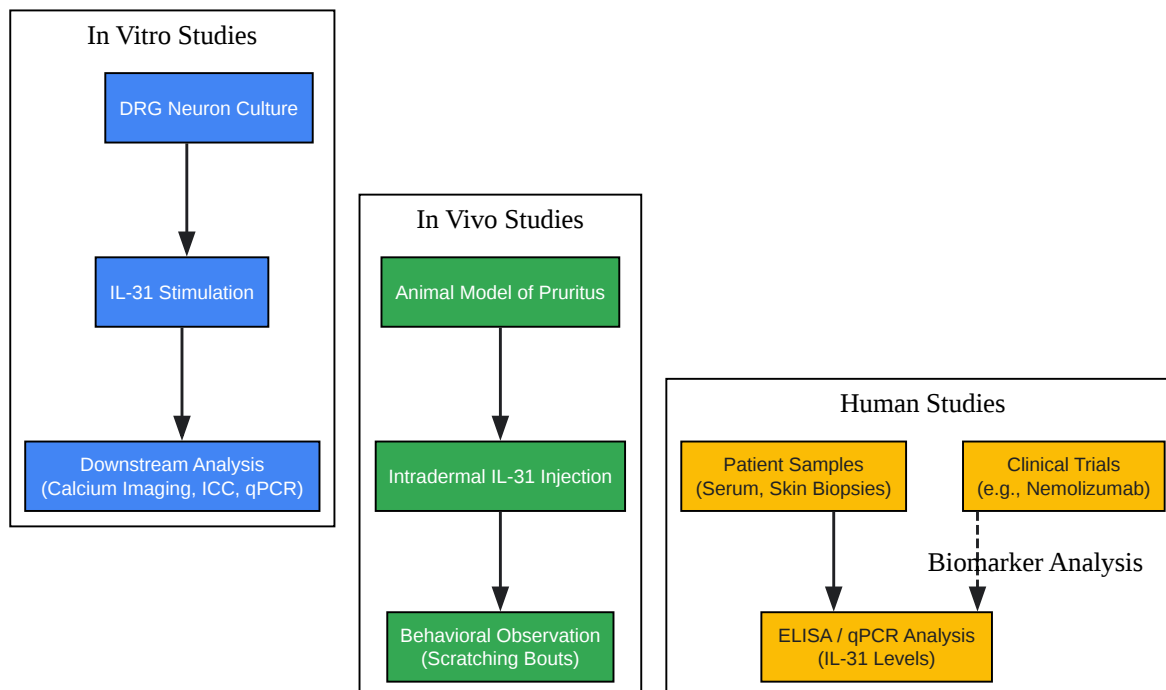 In Vitro Studies
DRG Neuron Culture
IL-31 Stimulation
Downstream Analysis
(Calcium Imaging, ICC, qPCR)
In Vivo Studies
Animal Model of Pruritus
Intradermal IL-31 Injection
Behavioral Observation
(Scratching Bouts)
Human Studies
Patient Samples
(Serum, Skin Biopsies)
Clinical Trials
(e.g., Nemolizumab)
Biomarker Analysis
ELISA / qPCR Analysis
(IL-31 Levels)